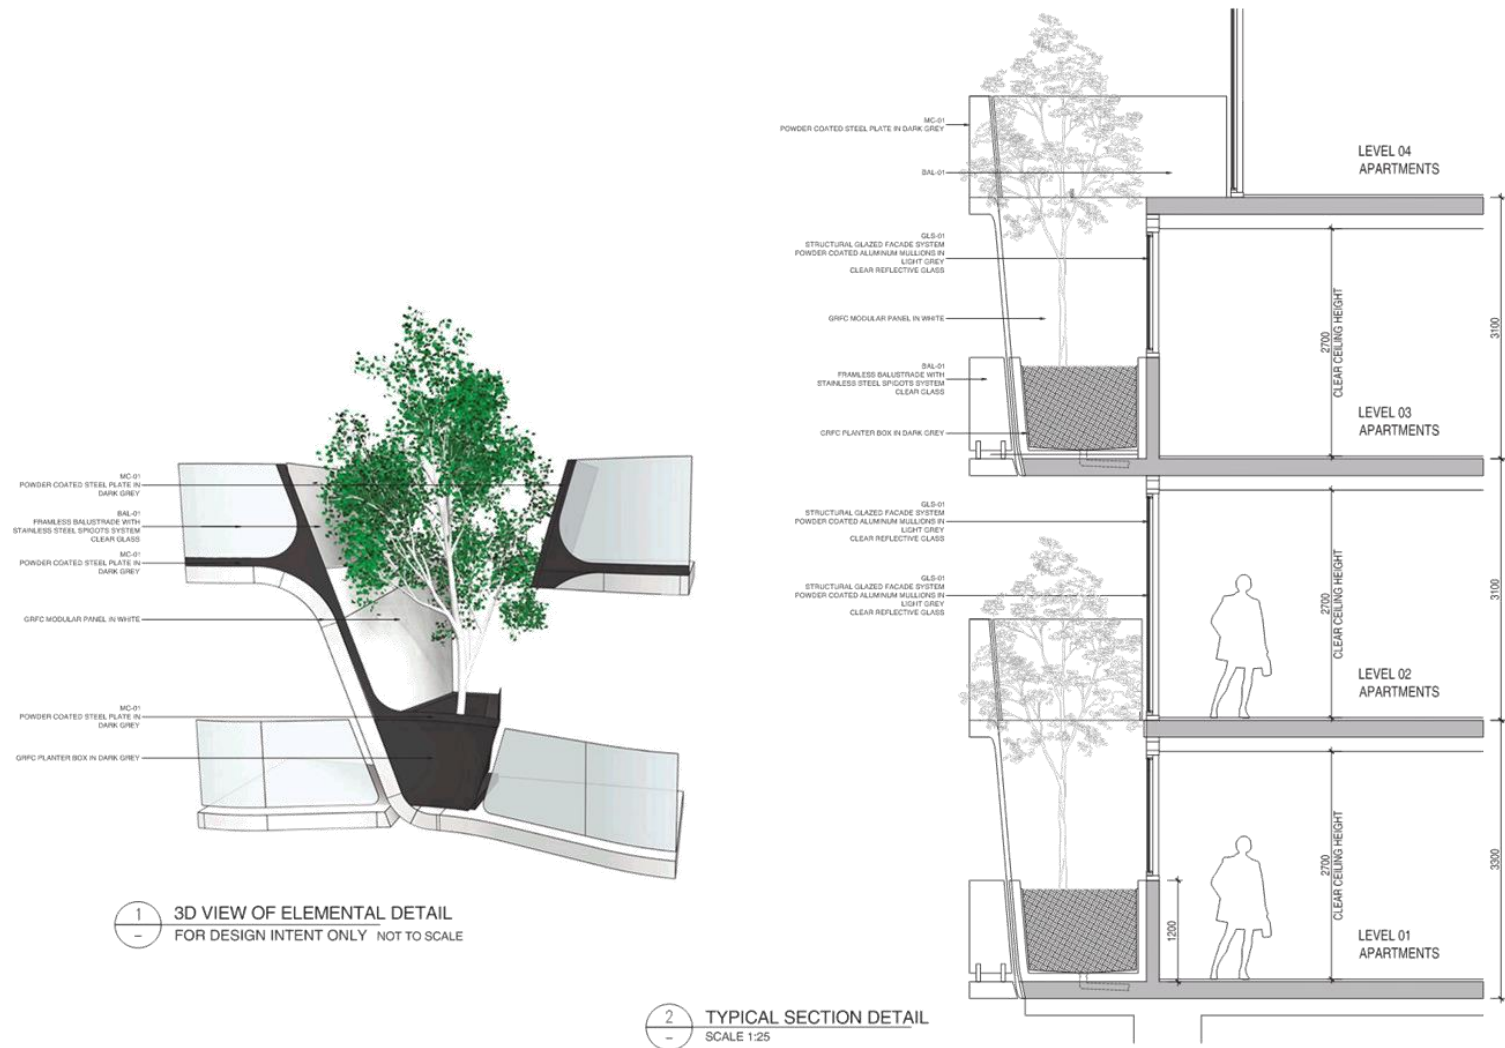 MC-01
POWDER COATED STEEL PLATE IN
DARK GREY
BAL-01
FRAMLESS BALUSTRADE WITH
STAINLESS STEEL SPIGOTS SYSTEM
CLEAR GLASS
MC-01
POWDER COATED STEEL PLATE IN
DARK GREY
GRFC MODULAR PANEL IN WHITE
MC-01
POWDER COATED STEEL PLATE IN
DARK GREY
GRFC PLANTER BOX IN DARK GREY
1
–
3D VIEW OF ELEMENTAL DETAIL
FOR DESIGN INTENT ONLY NOT TO SCALE
MC-01
POWDER COATED STEEL PLATE IN DARK GREY
BAL-01
GLS-01
STRUCTURAL GLAZED FACADE SYSTEM
POWDER COATED ALUMINUM MULLIONS IN
LIGHT GREY
CLEAR REFLECTIVE GLASS
GRFC MODULAR PANEL IN WHITE
BAL-01
FRAMLESS BALUSTRADE WITH
STAINLESS STEEL SPIGOTS SYSTEM
CLEAR GLASS
GRFC PLANTER BOX IN DARK GREY
GLS-01
STRUCTURAL GLAZED FACADE SYSTEM
POWDER COATED ALUMINUM MULLIONS IN
LIGHT GREY
CLEAR REFLECTIVE GLASS
GLS-01
STRUCTURAL GLAZED FACADE SYSTEM
POWDER COATED ALUMINUM MULLIONS IN
LIGHT GREY
CLEAR REFLECTIVE GLASS
LEVEL 04
APARTMENTS
2700
CLEAR CEILING HEIGHT
3100
LEVEL 03
APARTMENTS
2700
CLEAR CEILING HEIGHT
3100
LEVEL 02
APARTMENTS
2700
CLEAR CEILING HEIGHT
3300
1200
LEVEL 01
APARTMENTS
2
–
TYPICAL SECTION DETAIL
SCALE 1:25